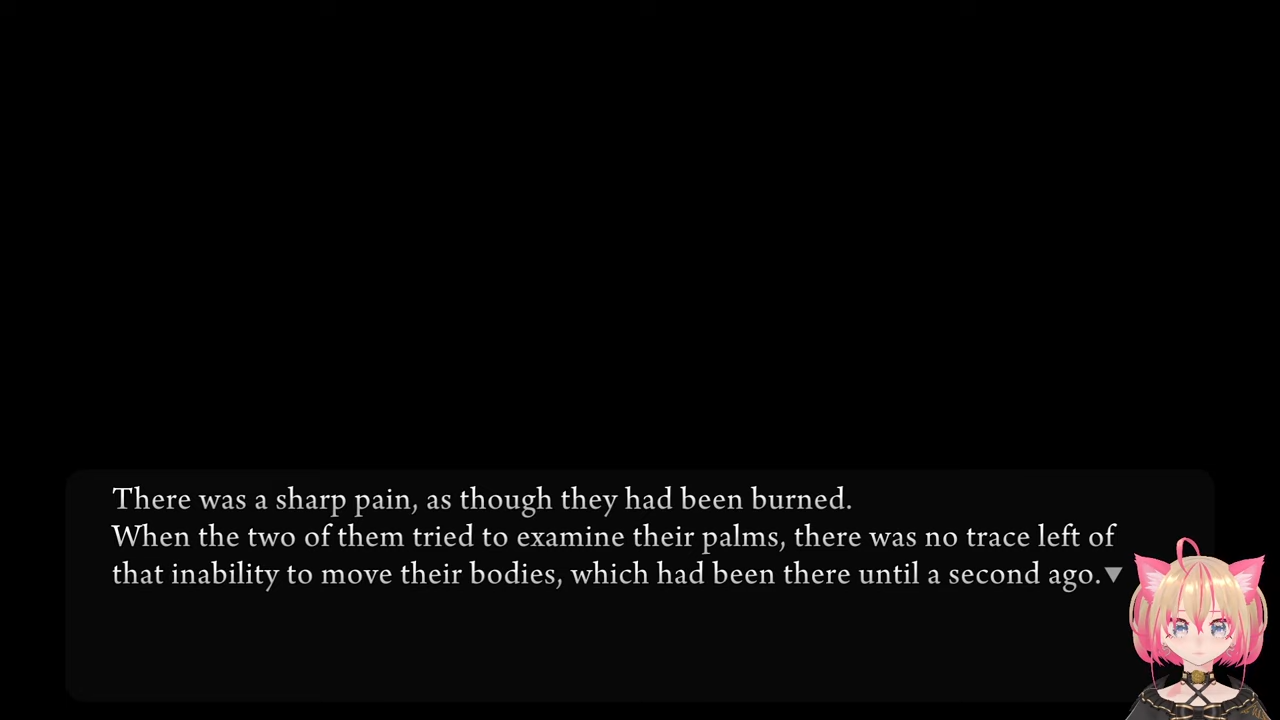 There was a sharp pain, as though they had been burned.
When the two of them tried to examine their palms, there was no trace left of
that inability to move their bodies, which had been there until a second ago.